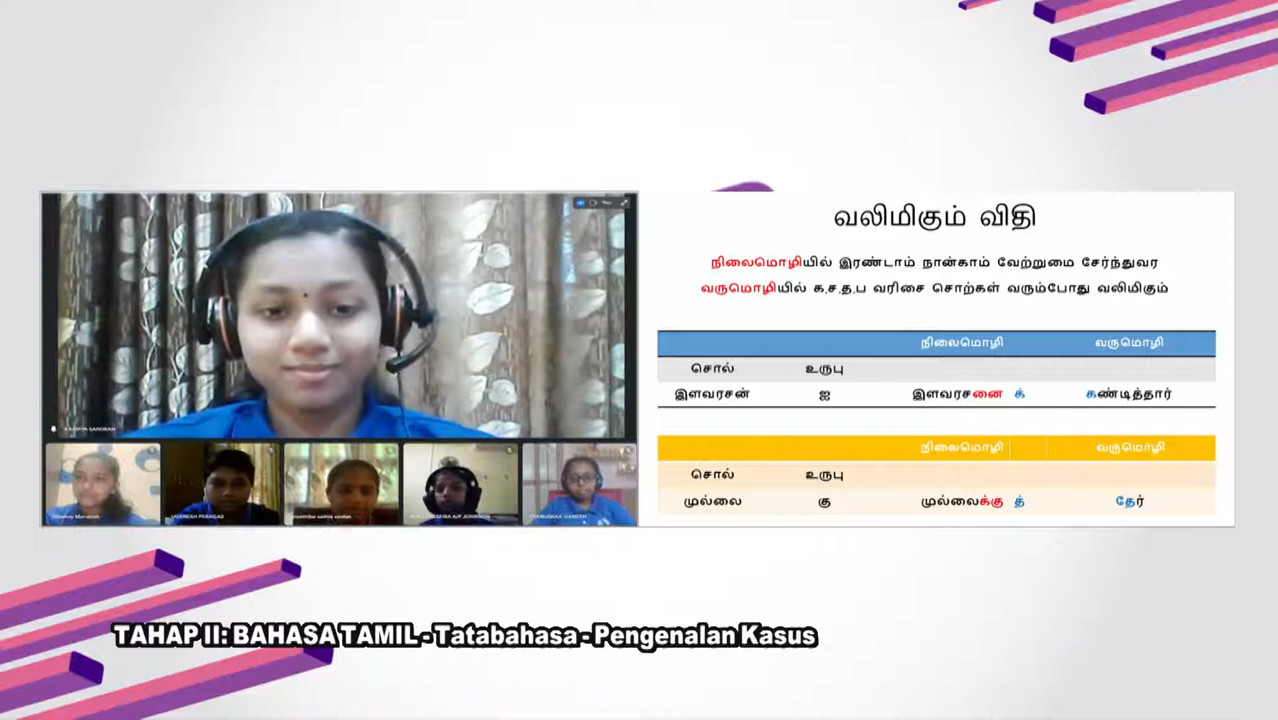 வலிமிகும் விதி
நிலைமொழியில் இரண்டாம் நான்காம் வேற்றுமை சேர்ந்துவர
வருமொழியில் க,ச,த,ப வரிசை சொற்கள் வரும்போது வலிமிகும்
நிலைமொழி வருமொழி
சொல் உருபு
இளவரசன் ஐ இளவரசனை க் கண்டித்தார்
நிலைமொழி வருமொழி
சொல் உருபு
முல்லை கு முல்லைக்கு த் தேர்
TAHAP II: BAHASA TAMIL - Tatabahasa - Pengenalan Kasus